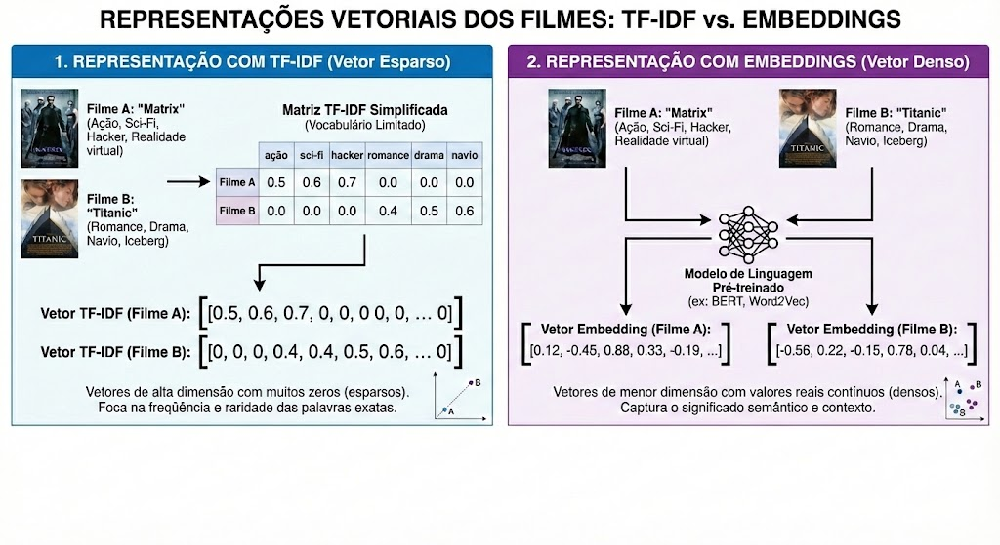 REPRESENTAÇÕES VETORIAIS DOS FILMES: TF-IDF vs. EMBEDDINGS
1. REPRESENTAÇÃO COM TF-IDF (Vetor Esparso)
Filme A: "Matrix"
(Ação, Sci-Fi,
Hacker, Realidade
virtual)
Filme B:
"Titanic"
(Romance, Drama,
Navio, Iceberg)
TITANIC
Matriz TF-IDF Simplificada
(Vocabulário Limitado)
ação sci-fi hacker romance drama navio
Filme A 0.5 0.6 0.7 0.0 0.0 0.0
Filme B 0.0 0.0 0.0 0.4 0.5 0.6
Vetor TF-IDF (Filme A): [0.5, 0.6, 0.7, 0, 0, 0 0, 0, ... 0]
Vetor TF-IDF (Filme B): [0, 0, 0, 0.4, 0.4, 0.5, 0.6, ... 0]
Vetores de alta dimensão com muitos zeros (esparsos).
Foca na freqüência e raridade das palavras exatas.
A
B
2. REPRESENTAÇÃO COM EMBEDDINGS (Vetor Denso)
Filme A: "Matrix"
(Ação, Sci-Fi, Hacker,
Realidade virtual)
TITANIC
Filme B: "Titanic"
(Romance, Drama,
Navio, Iceberg)
Modelo de Linguagem
Pré-treinado
(ex: BERT, Word2Vec)
Vetor Embedding (Filme A):
[0.12, -0.45, 0.88, 0.33, -0.19, ...]
Vetor Embedding (Filme B):
[-0.56, 0.22, -0.15, 0.78, 0.04, ...]
Vetores de menor dimensão com valores reais contínuos (densos).
Captura o significado semântico e contexto.
A
B